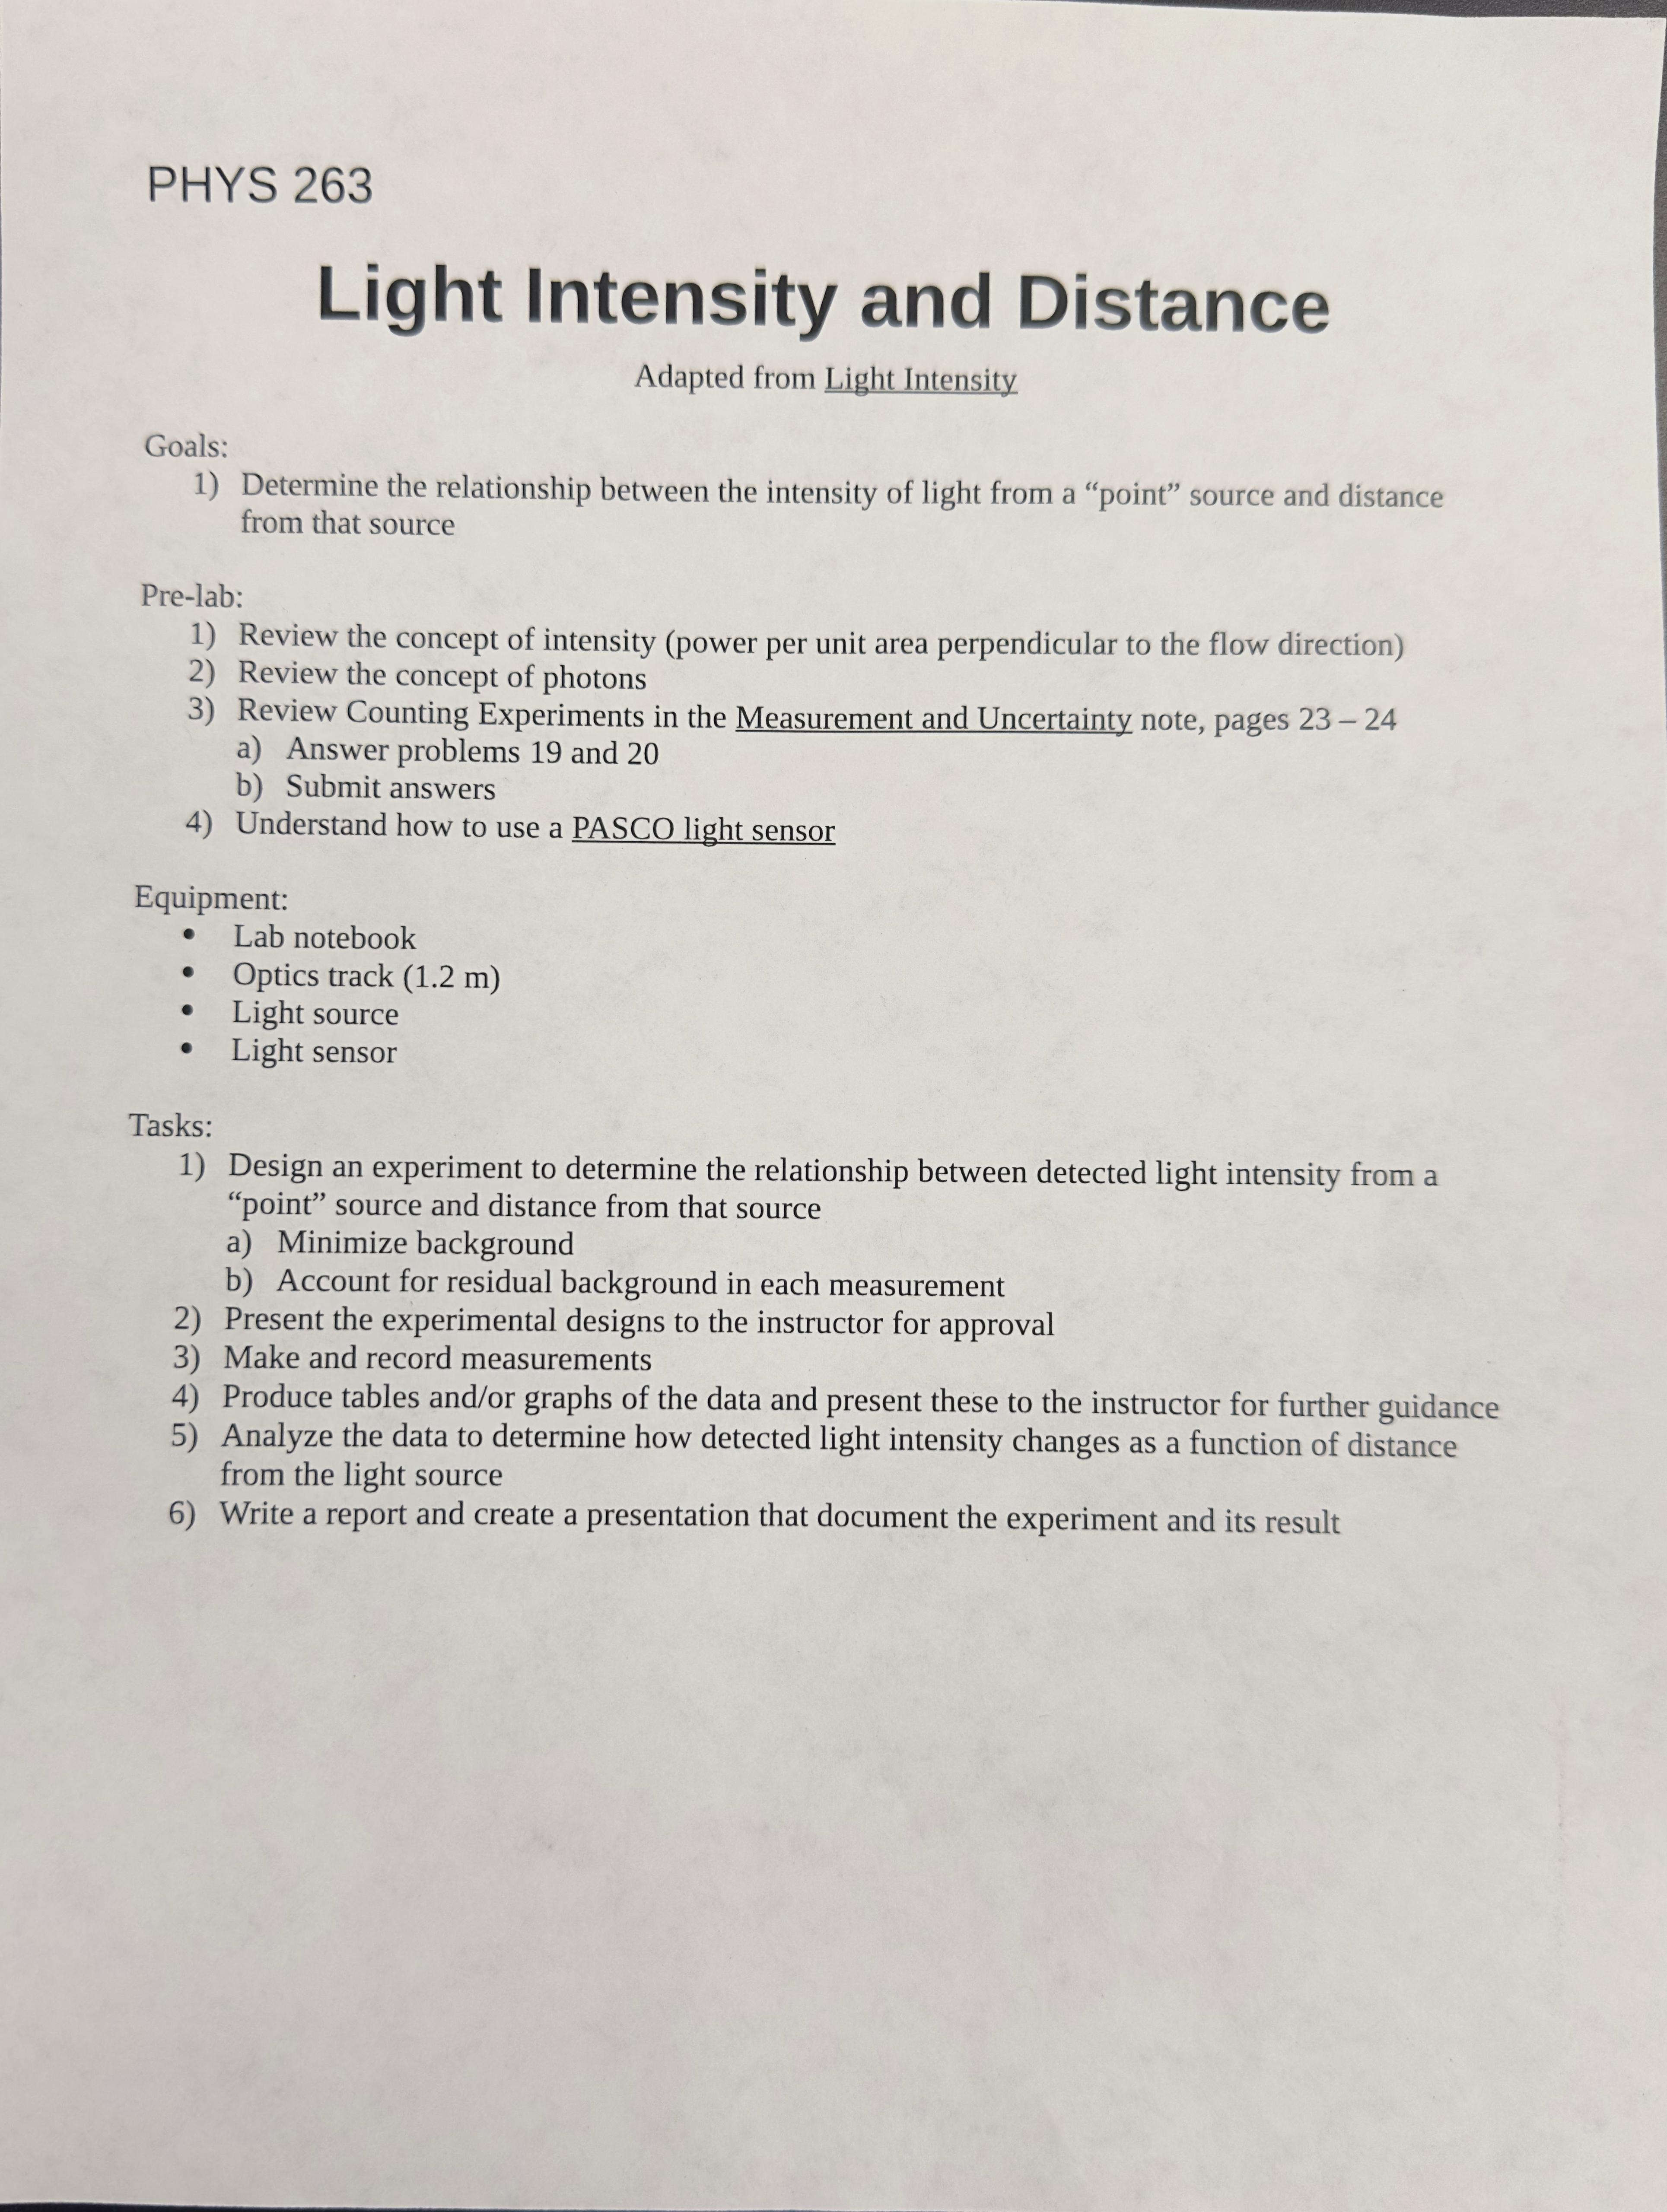 PHYS 263
Light Intensity and Distance
Adapted from Light Intensity
Goals:
1) Determine the relationship between the intensity of light from a “point” source and distance
from that source
Pre-lab:
1) Review the concept of intensity (power per unit area perpendicular to the flow direction)
2) Review the concept of photons
3) Review Counting Experiments in the Measurement and Uncertainty note, pages 23 – 24
a) Answer problems 19 and 20
b) Submit answers
4) Understand how to use a PASCO light sensor
Equipment:
• Lab notebook
• Optics track (1.2 m)
• Light source
• Light sensor
Tasks:
1) Design an experiment to determine the relationship between detected light intensity from a
“point” source and distance from that source
a) Minimize background
b) Account for residual background in each measurement
2) Present the experimental designs to the instructor for approval
3) Make and record measurements
4) Produce tables and/or graphs of the data and present these to the instructor for further guidance
5) Analyze the data to determine how detected light intensity changes as a function of distance
from the light source
6) Write a report and create a presentation that document the experiment and its result